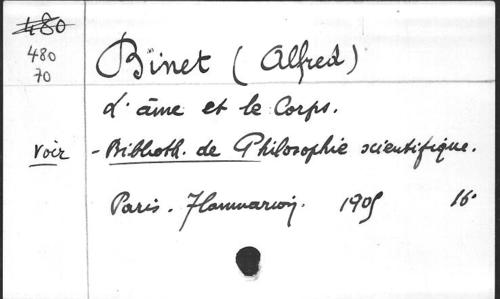 480
480
70
Binet (Alfred)
L'âme et le Corps.
voir - Biblioth. de Philosophie scientifique.
Paris. Flammarion. 1905 16°